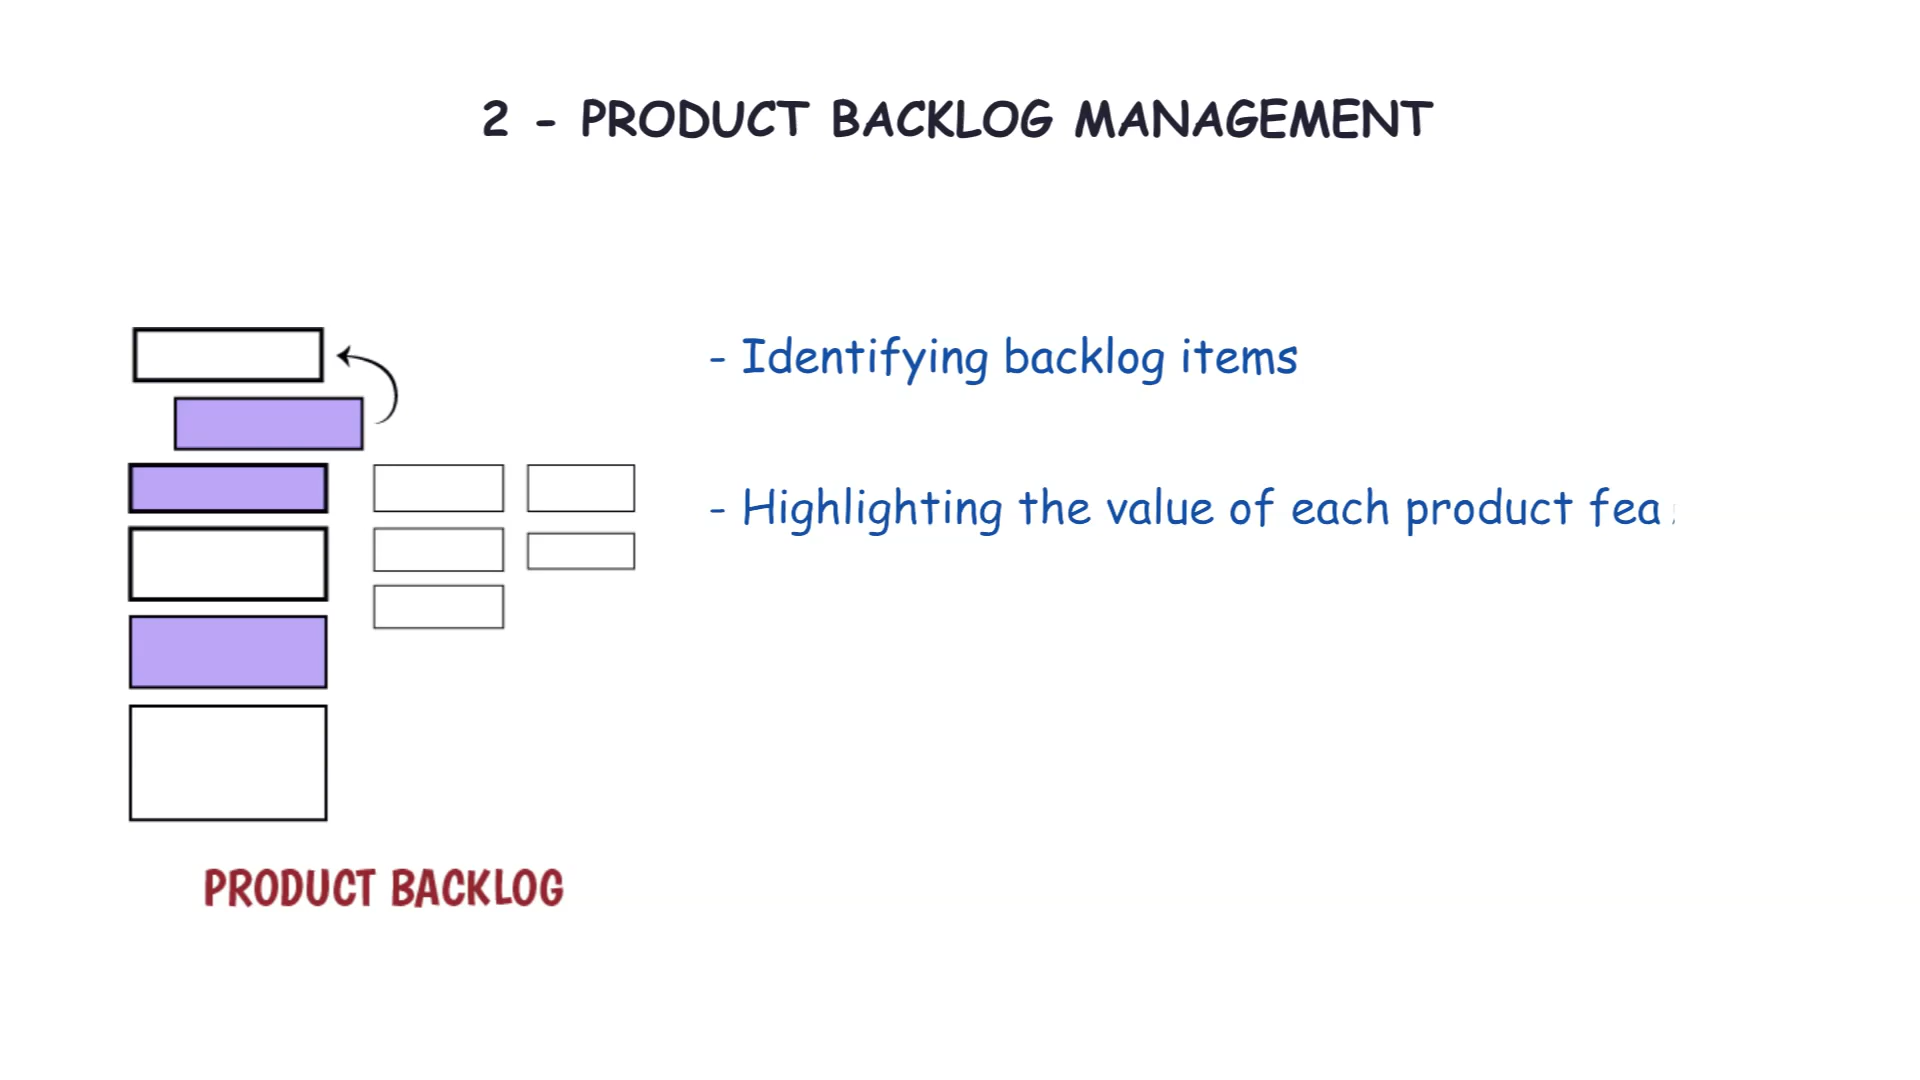 2 - PRODUCT BACKLOG MANAGEMENT
- Identifying backlog items
- Highlighting the value of each product fea
PRODUCT BACKLOG